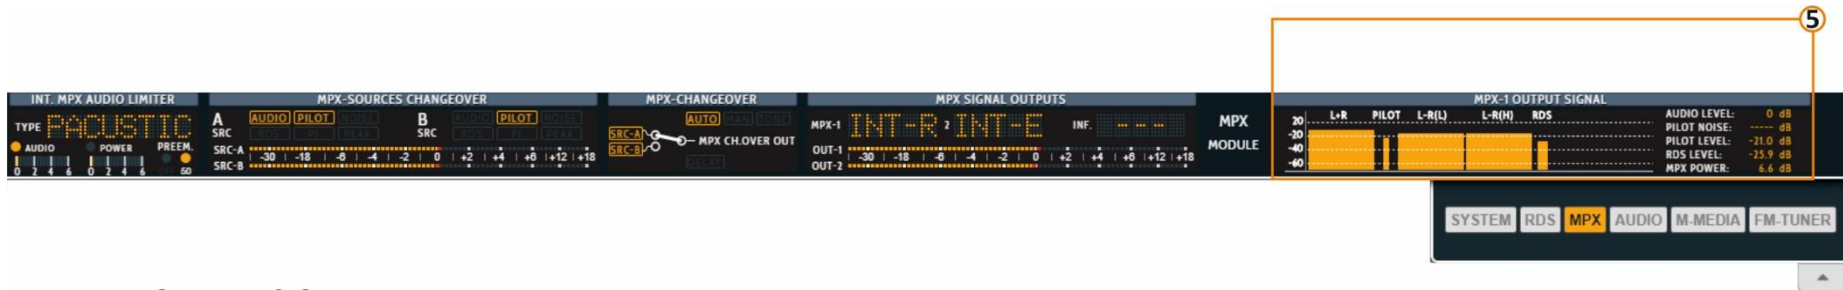 5
INT. MPX AUDIO LIMITER
TYPE PACUSTIC
AUDIO POWER PREEM.
0 2 4 6 0 2 4 6 50
MPX-SOURCES CHANGEOVER
A AUDIO PILOT NOISE B AUDIO PILOT NOISE
SRC RDS PI PEAK SRC RDS PI PEAK
SRC-A
-30 -18 -6 -4 -2 0 +2 +4 +6 +12 +18
SRC-B
MPX-CHANGEOVER
AUTO MAN TONE
SRC-A
SRC-B MPX CH.OVER OUT
DELAY
MPX SIGNAL OUTPUTS
MPX-1 INT-R 2 INT-E INF. ---
OUT-1
-30 -18 -6 -4 -2 0 +2 +4 +6 +12 +18
OUT-2
MPX
MODULE
MPX-1 OUTPUT SIGNAL
L+R PILOT L-R(L) L-R(H) RDS
20
-20
-40
-60
AUDIO LEVEL: 0 dB
PILOT NOISE: ----- dB
PILOT LEVEL: -21.0 dB
RDS LEVEL: -25.9 dB
MPX POWER: 6.6 dB
SYSTEM RDS MPX AUDIO M-MEDIA FM-TUNER